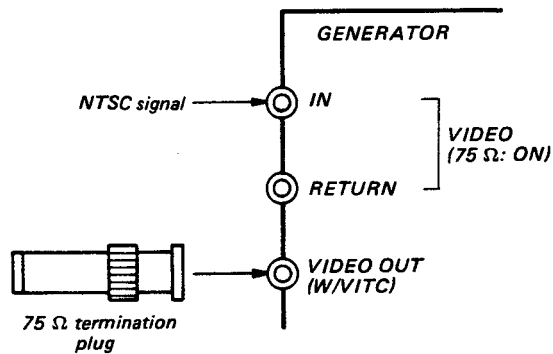 GENERATOR
NTSC signal
IN
VIDEO
(75 Ω: ON)
RETURN
VIDEO OUT
(W/VITC)
75 Ω termination
plug